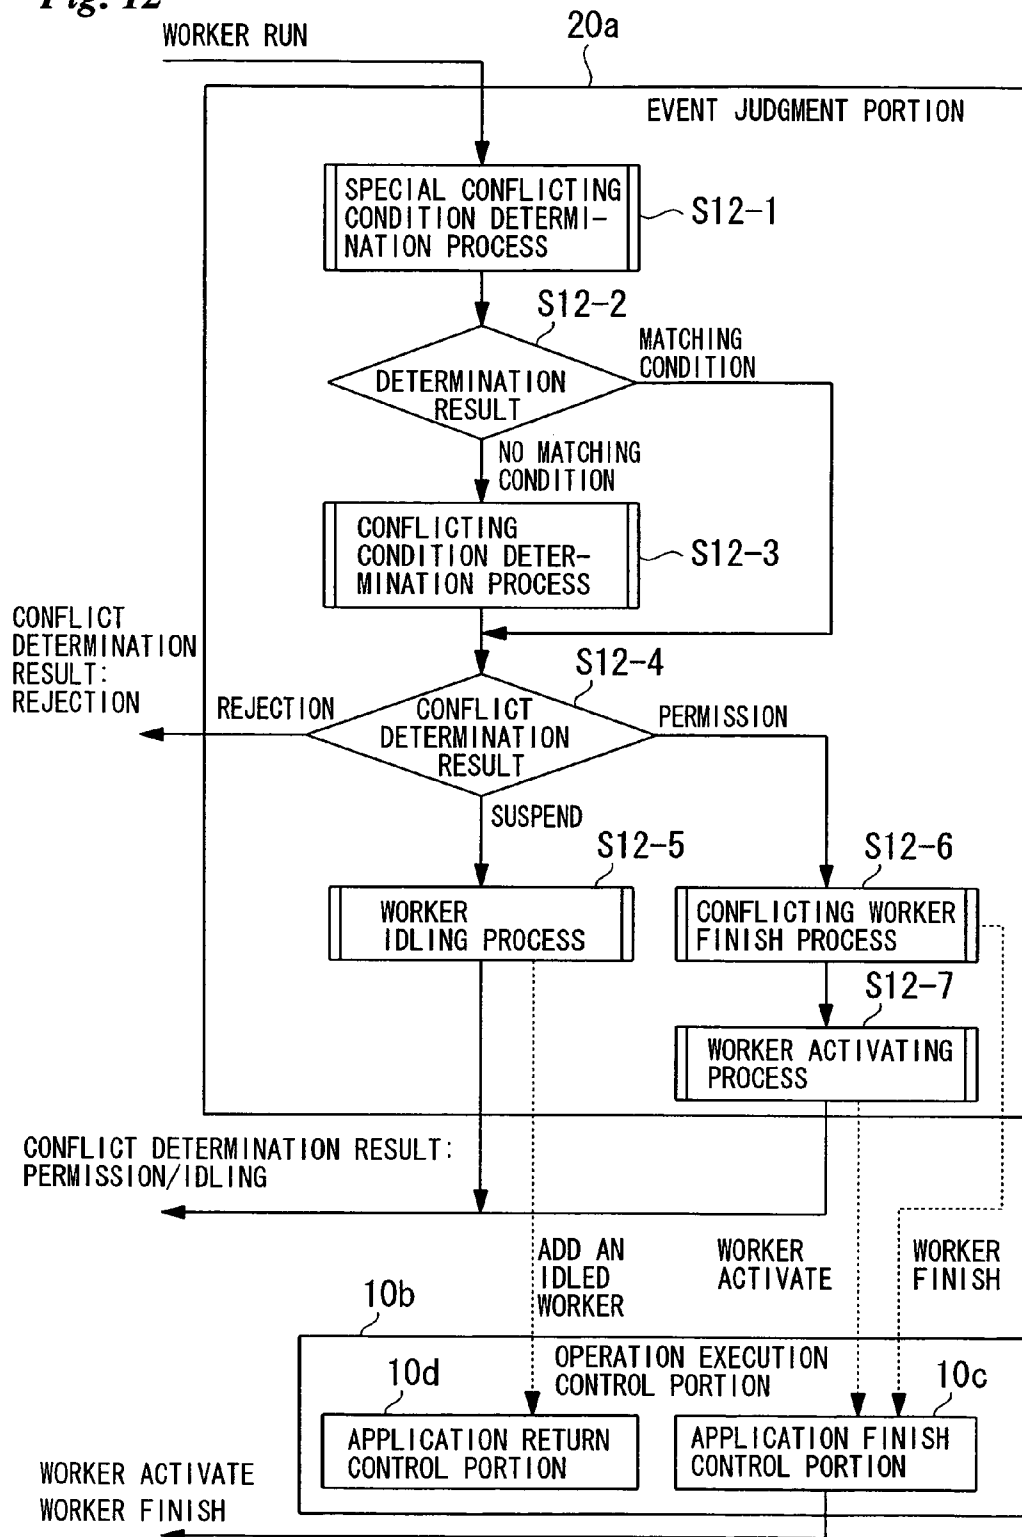 Fig. 12
WORKER RUN
20a
EVENT JUDGMENT PORTION
SPECIAL CONFLICTING
CONDITION DETERMI-
NATION PROCESS
S12-1
S12-2
MATCHING
CONDITION
DETERMINATION
RESULT
NO MATCHING
CONDITION
CONFLICTING
CONDITION DETER-
MINATION PROCESS
S12-3
CONFLICT
DETERMINATION
RESULT:
REJECTION
S12-4
REJECTION
CONFLICT
DETERMINATION
RESULT
PERMISSION
SUSPEND
S12-5
S12-6
WORKER
IDLING PROCESS
CONFLICTING WORKER
FINISH PROCESS
S12-7
WORKER ACTIVATING
PROCESS
CONFLICT DETERMINATION RESULT:
PERMISSION/IDLING
ADD AN
IDLED
WORKER
WORKER
ACTIVATE
WORKER
FINISH
10b
OPERATION EXECUTION
CONTROL PORTION
10d
10c
APPLICATION RETURN
CONTROL PORTION
APPLICATION FINISH
CONTROL PORTION
WORKER ACTIVATE
WORKER FINISH